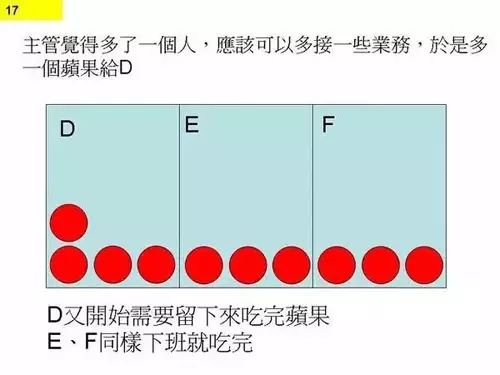 17
主管覺得多了一個人，應該可以多接一些業務，於是多
一個蘋果給D
D
E
F
D又開始需要留下來吃完蘋果
E、F同樣下班就吃完